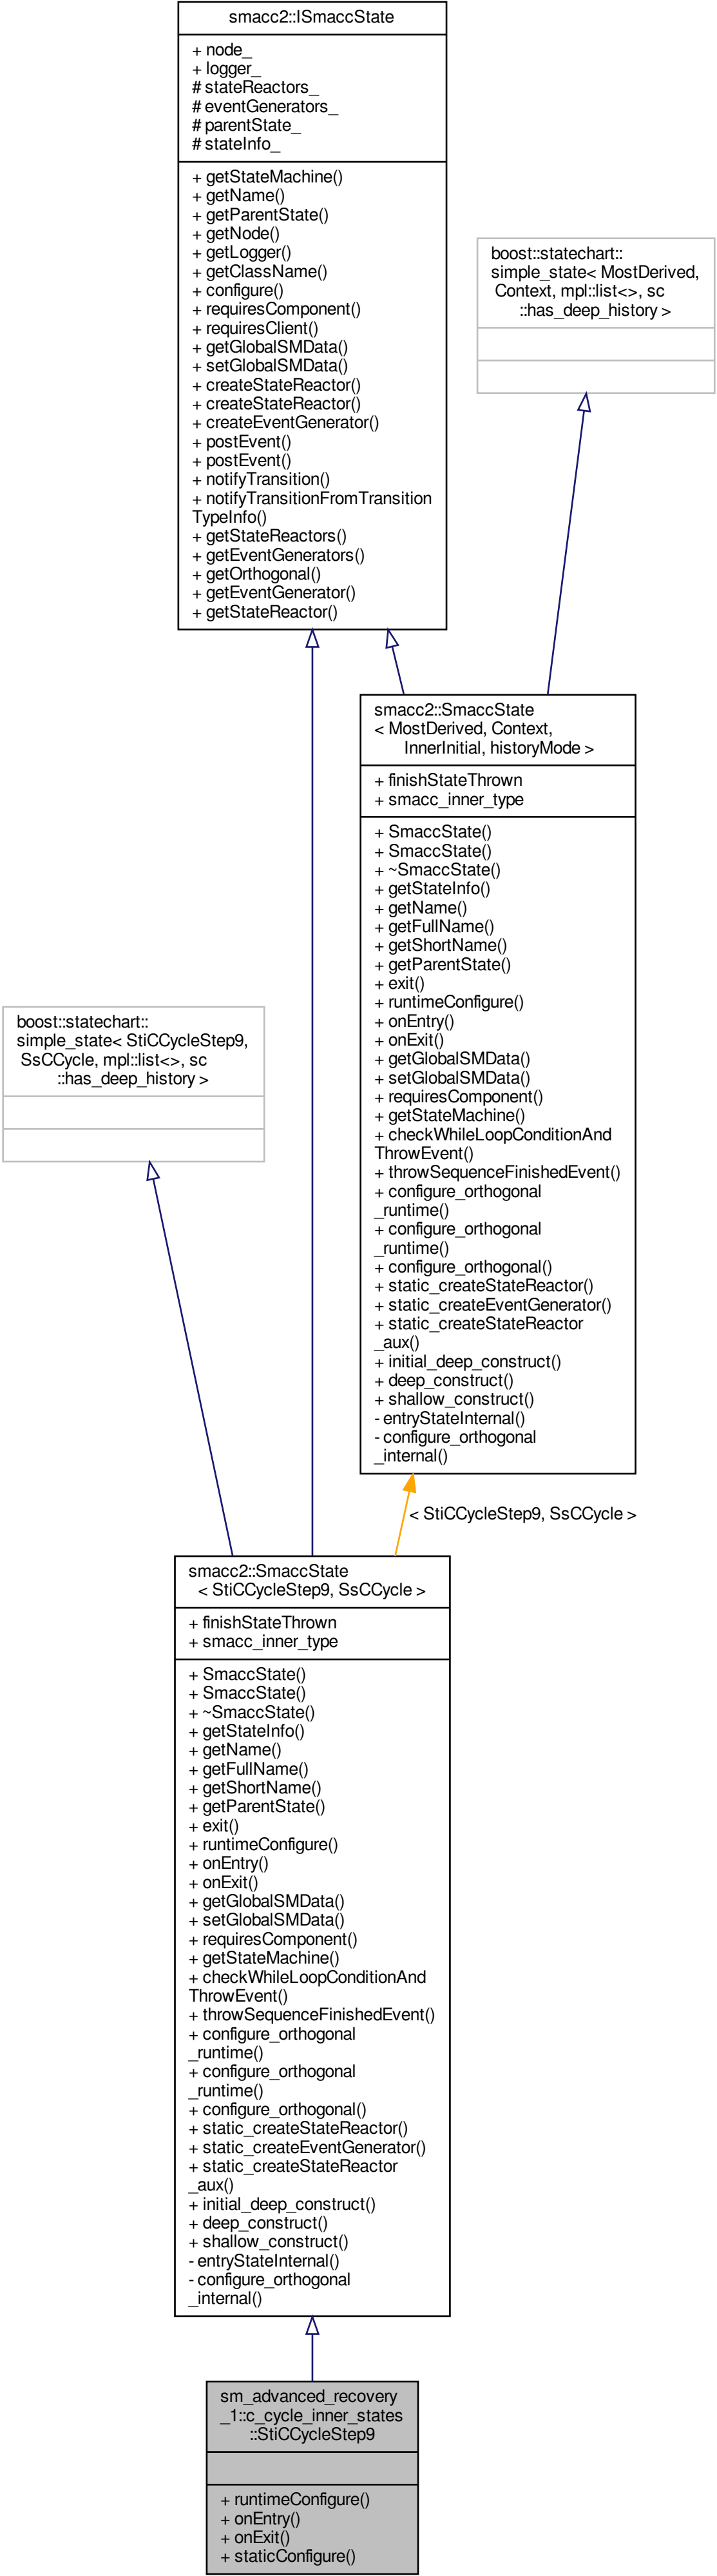 smacc2::ISmaccState
+ node_
+ logger_
# stateReactors_
# eventGenerators_
# parentState_
# stateInfo_
+ getStateMachine()
+ getName()
+ getParentState()
+ getNode()
+ getLogger()
+ getClassName()
+ configure()
+ requiresComponent()
+ requiresClient()
+ getGlobalSMData()
+ setGlobalSMData()
+ createStateReactor()
+ createStateReactor()
+ createEventGenerator()
+ postEvent()
+ postEvent()
+ notifyTransition()
+ notifyTransitionFromTransition
TypeInfo()
+ getStateReactors()
+ getEventGenerators()
+ getOrthogonal()
+ getEventGenerator()
+ getStateReactor()
boost::statechart::
simple_state< MostDerived,
Context, mpl::list<>, sc
::has_deep_history >
smacc2::SmaccState
< MostDerived, Context,
InnerInitial, historyMode >
+ finishStateThrown
+ smacc_inner_type
+ SmaccState()
+ SmaccState()
+ ~SmaccState()
+ getStateInfo()
+ getName()
+ getFullName()
+ getShortName()
+ getParentState()
+ exit()
+ runtimeConfigure()
+ onEntry()
+ onExit()
+ getGlobalSMData()
+ setGlobalSMData()
+ requiresComponent()
+ getStateMachine()
+ checkWhileLoopConditionAnd
ThrowEvent()
+ throwSequenceFinishedEvent()
+ configure_orthogonal
_runtime()
+ configure_orthogonal
_runtime()
+ configure_orthogonal()
+ static_createStateReactor()
+ static_createEventGenerator()
+ static_createStateReactor
_aux()
+ initial_deep_construct()
+ deep_construct()
+ shallow_construct()
- entryStateInternal()
- configure_orthogonal
_internal()
boost::statechart::
simple_state< StiCCycleStep9,
SsCCycle, mpl::list<>, sc
::has_deep_history >
< StiCCycleStep9, SsCCycle >
smacc2::SmaccState
< StiCCycleStep9, SsCCycle >
+ finishStateThrown
+ smacc_inner_type
+ SmaccState()
+ SmaccState()
+ ~SmaccState()
+ getStateInfo()
+ getName()
+ getFullName()
+ getShortName()
+ getParentState()
+ exit()
+ runtimeConfigure()
+ onEntry()
+ onExit()
+ getGlobalSMData()
+ setGlobalSMData()
+ requiresComponent()
+ getStateMachine()
+ checkWhileLoopConditionAnd
ThrowEvent()
+ throwSequenceFinishedEvent()
+ configure_orthogonal
_runtime()
+ configure_orthogonal
_runtime()
+ configure_orthogonal()
+ static_createStateReactor()
+ static_createEventGenerator()
+ static_createStateReactor
_aux()
+ initial_deep_construct()
+ deep_construct()
+ shallow_construct()
- entryStateInternal()
- configure_orthogonal
_internal()
sm_advanced_recovery
_1::c_cycle_inner_states
::StiCCycleStep9
+ runtimeConfigure()
+ onEntry()
+ onExit()
+ staticConfigure()